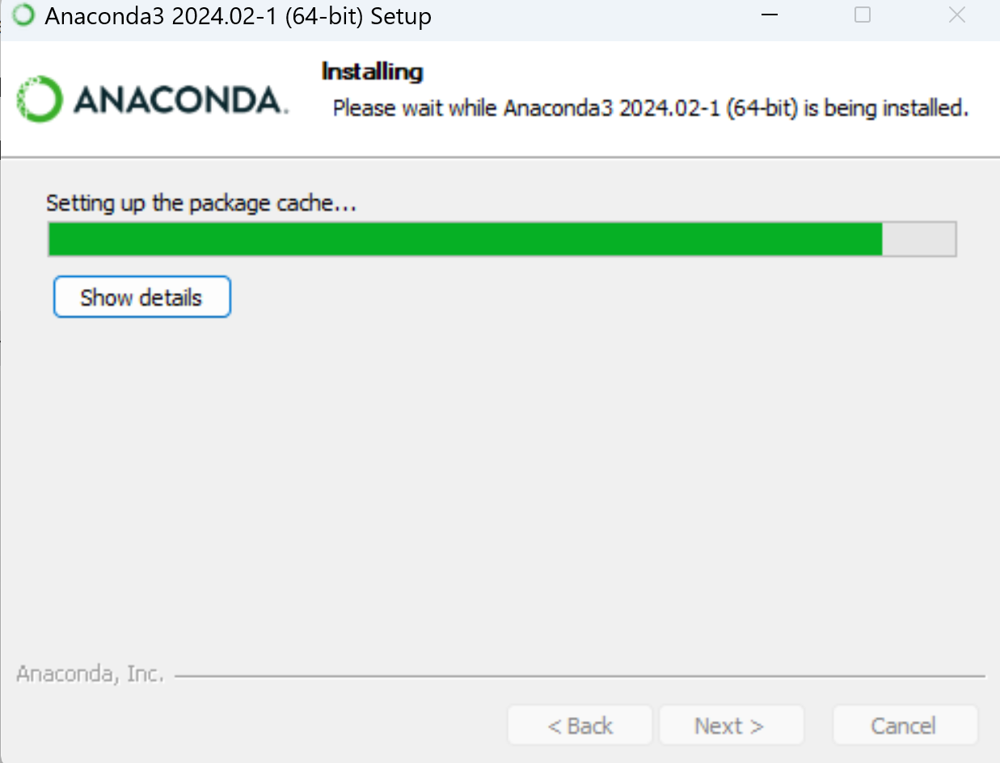 Anaconda3 2024.02-1 (64-bit) Setup
ANACONDA.
Installing
Please wait while Anaconda3 2024.02-1 (64-bit) is being installed.
Setting up the package cache...
Show details
Anaconda, Inc.
< Back
Next >
Cancel